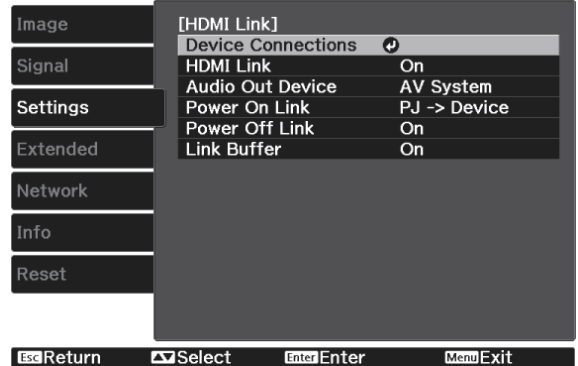 Image
Signal
Settings
Extended
Network
Info
Reset
[HDMI Link]
Device Connections
HDMI Link On
Audio Out Device AV System
Power On Link PJ -> Device
Power Off Link On
Link Buffer On
Esc Return Select Enter Enter Menu Exit